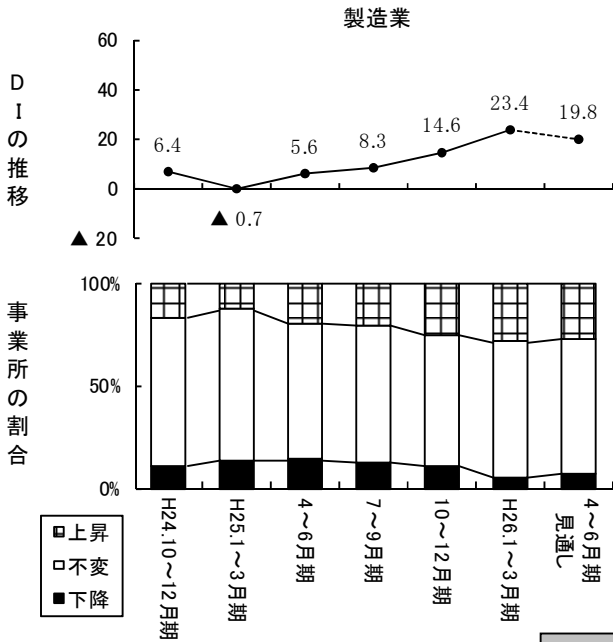 製造業
DIの推移
60
40
20
0
▲ 20
6.4
▲ 0.7
5.6
8.3
14.6
23.4
19.8
事業所の割合
100%
50%
0%
H24.10～12月期
H25.1～3月期
4～6月期
7～9月期
10～12月期
H26.1～3月期
4～6月期
見通し
上昇
不変
下降